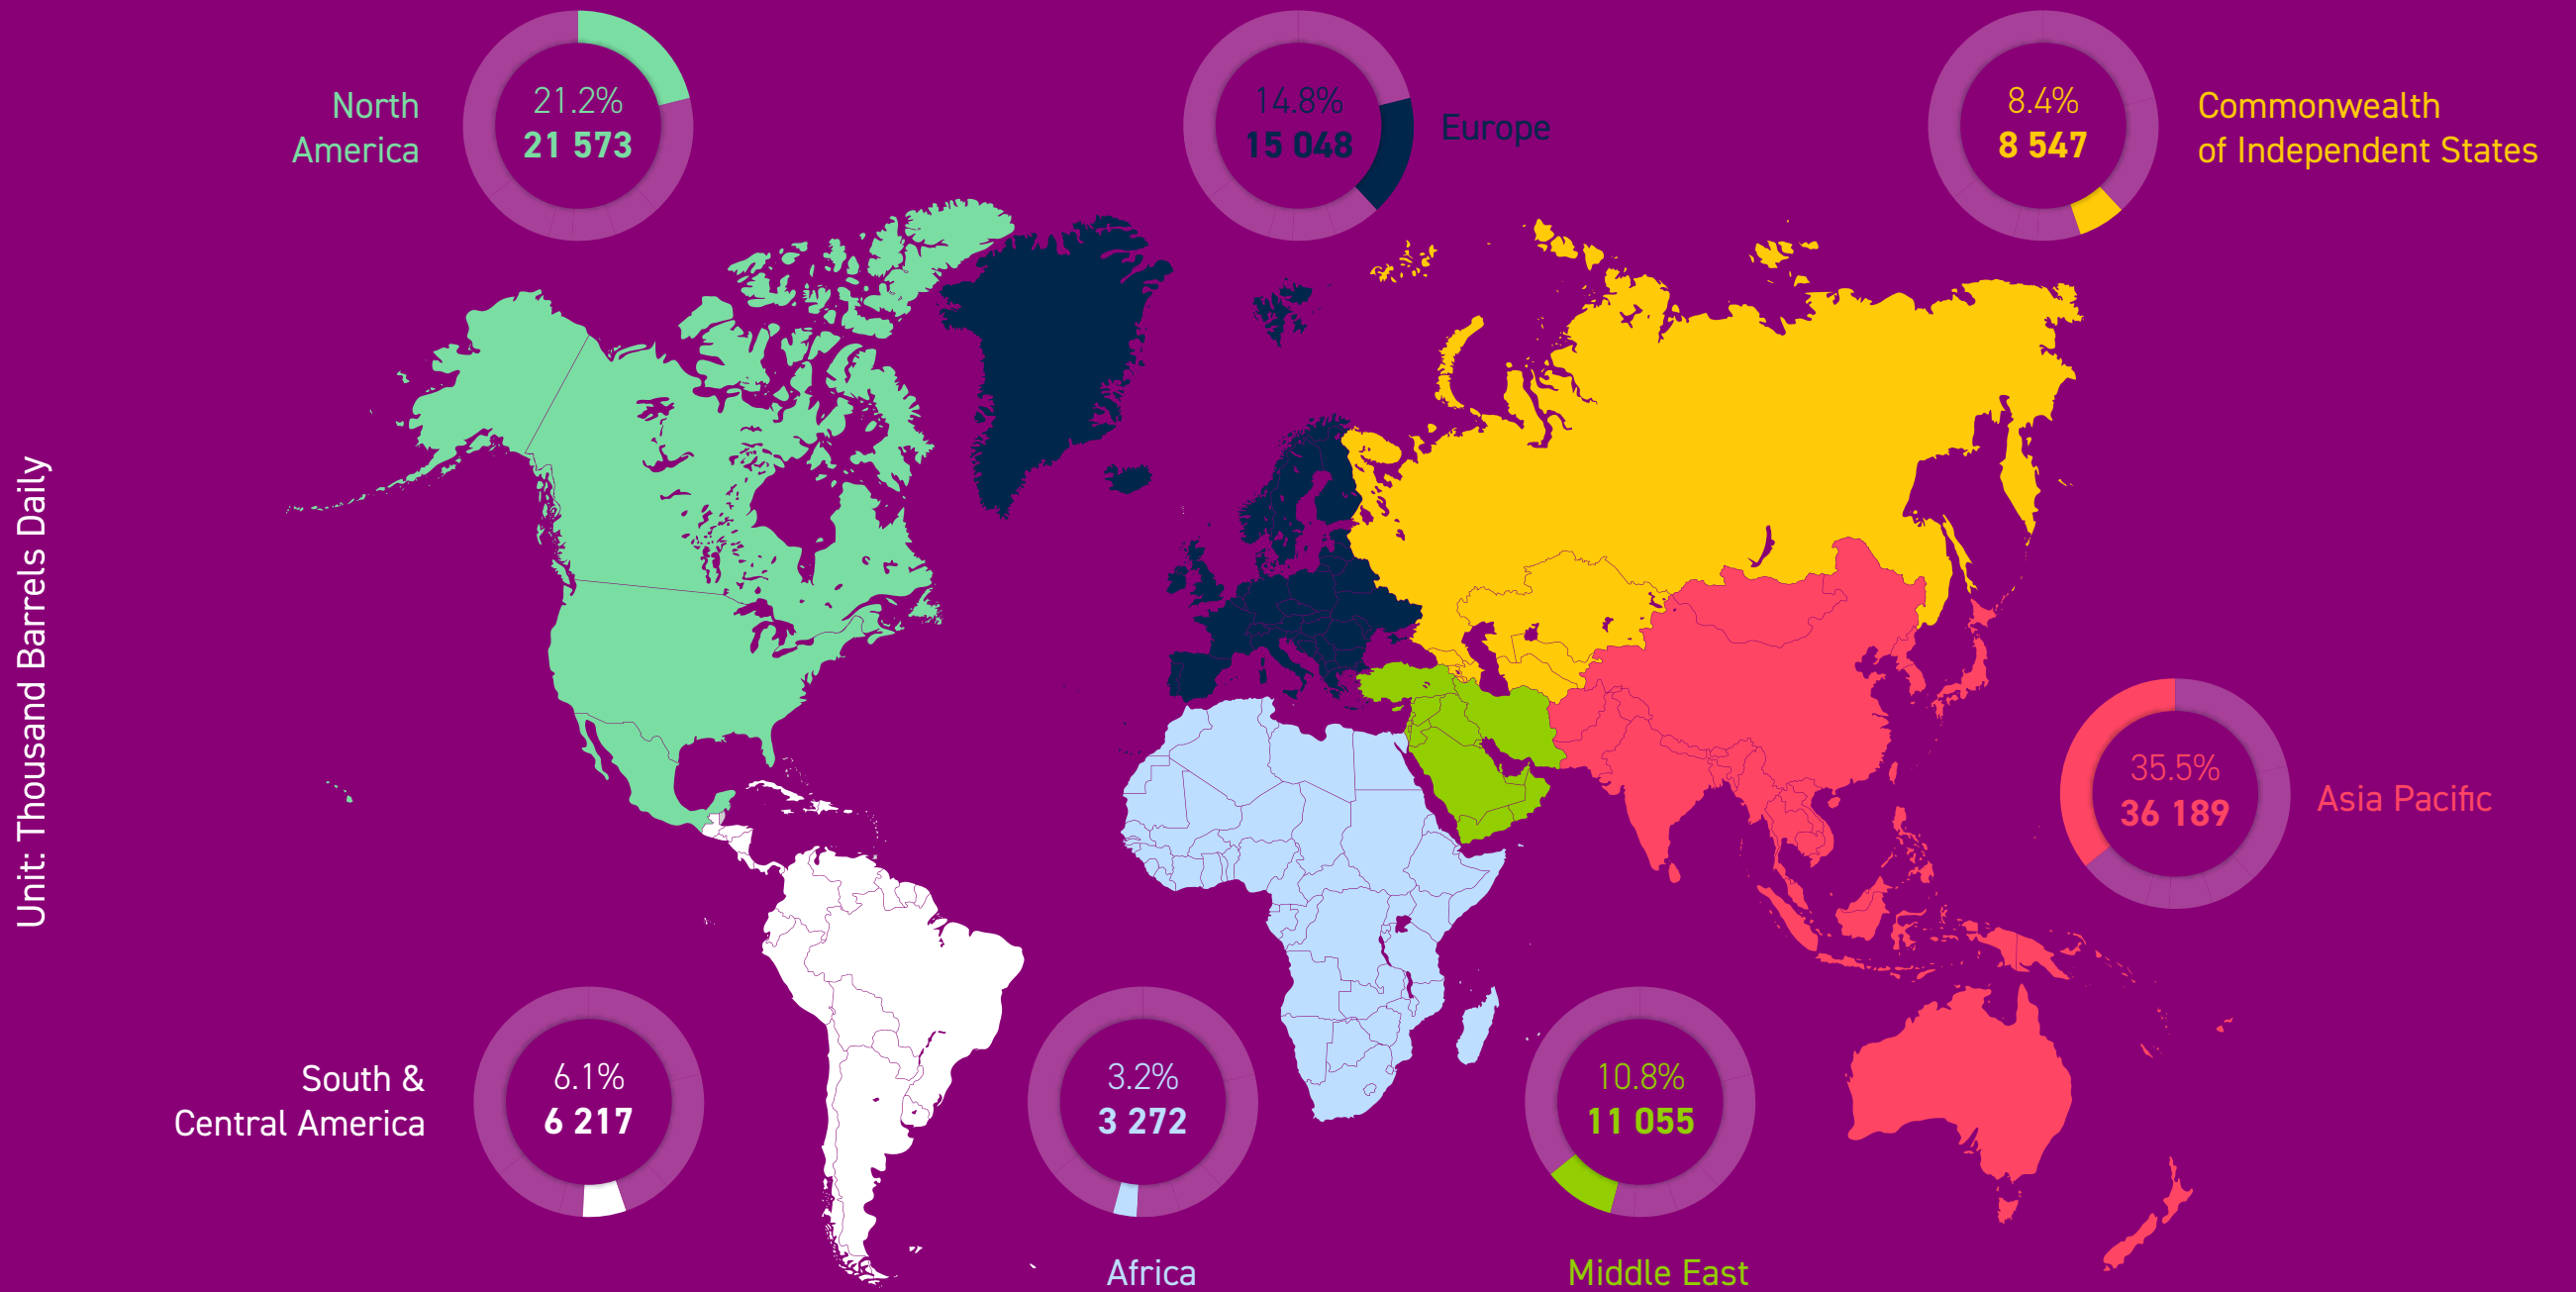 North
America
21.2%
21 573
14.8%
15 048
Europe
8.4%
8 547
Commonwealth
of Independent States
Unit: Thousand Barrels Daily
35.5%
36 189
Asia Pacific
South &
Central America
6.1%
6 217
3.2%
3 272
Africa
10.8%
11 055
Middle East